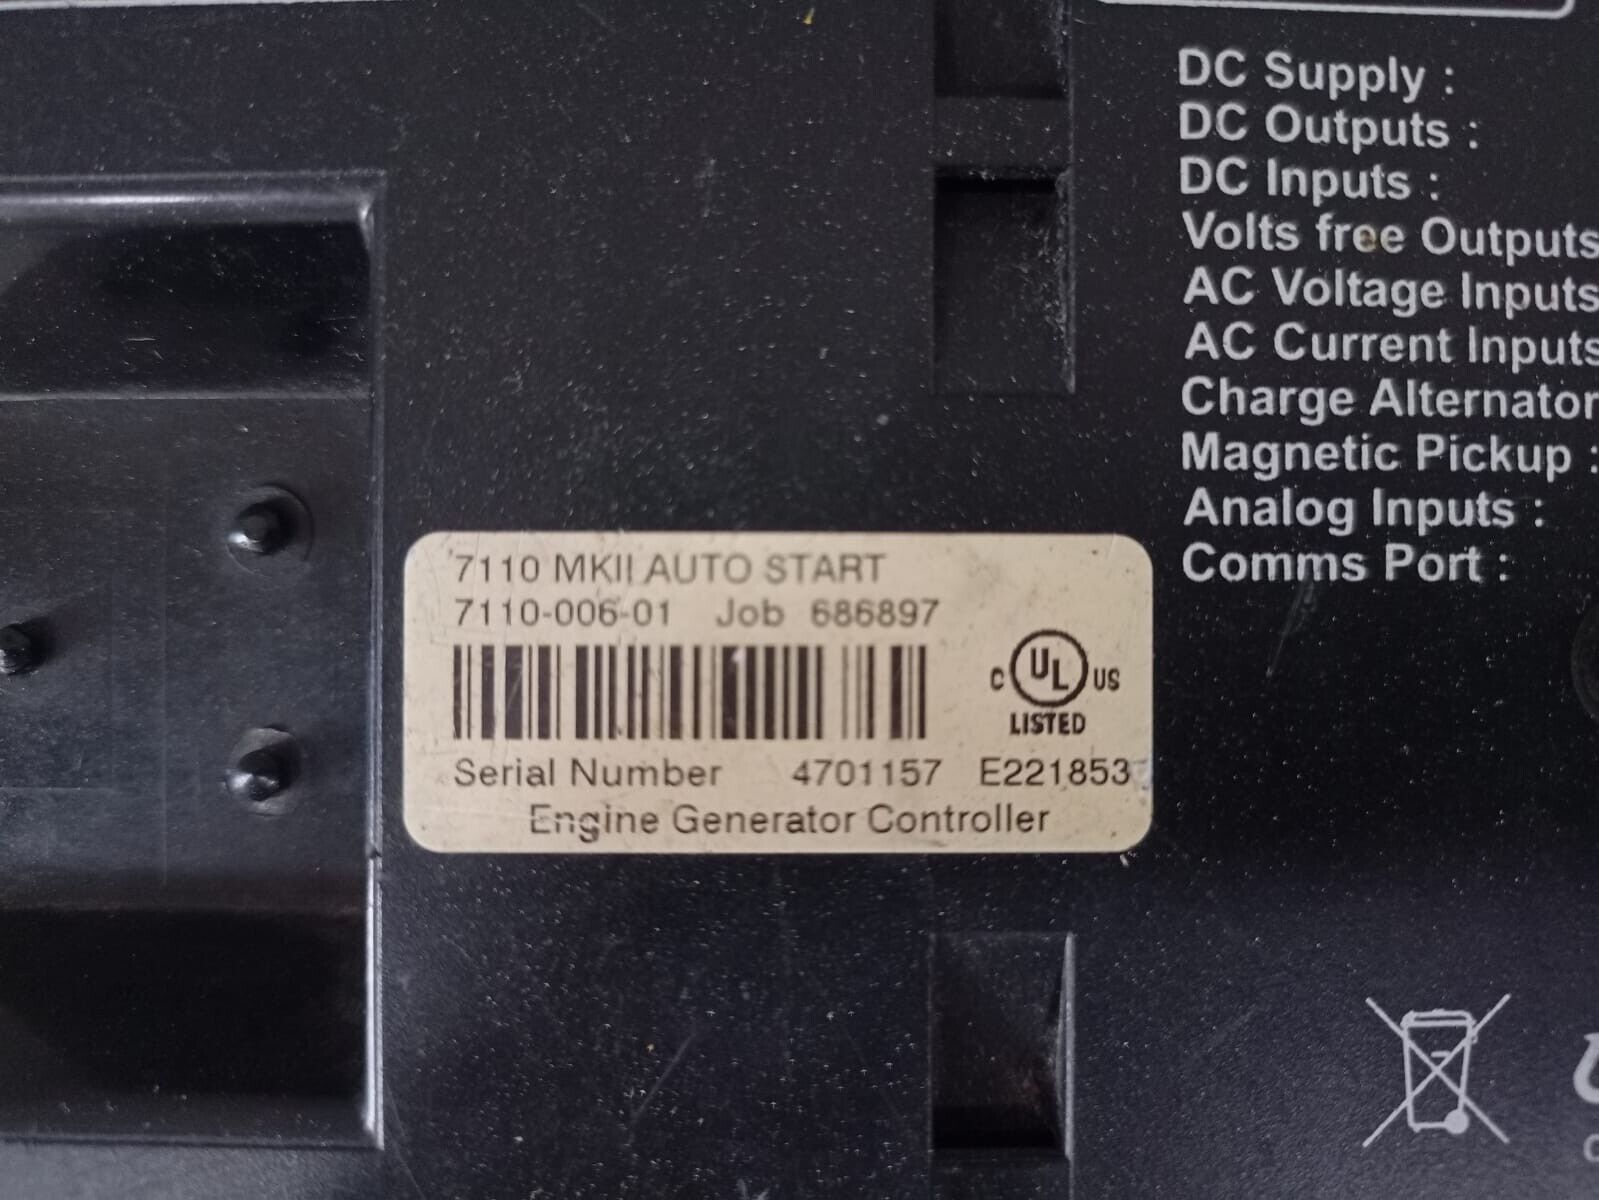 DC Supply :
DC Outputs :
DC Inputs :
Volts free Outputs
AC Voltage Inputs
AC Current Inputs
Charge Alternator
Magnetic Pickup :
Analog Inputs :
Comms Port :
7110 MKII AUTO START
7110-006-01 Job 686897
C UL US
LISTED
Serial Number 4701157 E221853
Engine Generator Controller